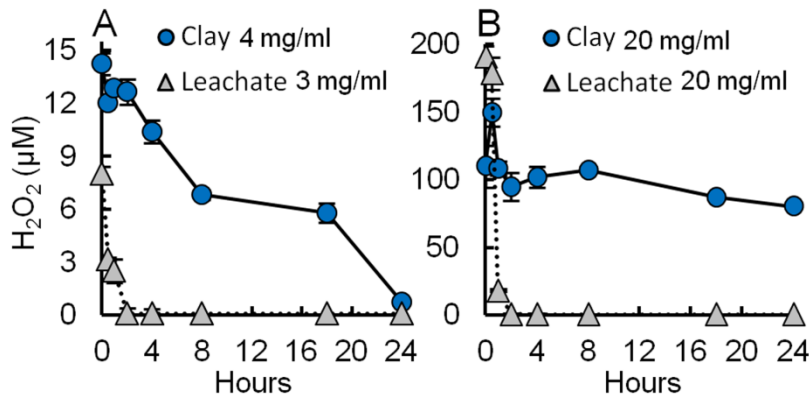 A
Clay 4 mg/ml
Leachate 3 mg/ml
15
12
9
6
3
0
H₂O₂ (µM)
0 4 8 12 16 20 24
Hours
B
Clay 20 mg/ml
Leachate 20 mg/ml
200
150
100
50
0
0 4 8 12 16 20 24
Hours